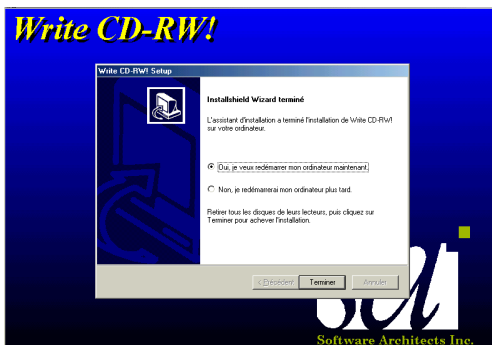 Write CD-RW!
Write CD-RW! Setup
Installshield Wizard terminé
L'assistant d'installation a terminé l'installation de Write CD-RW!
sur votre ordinateur.
Oui, je veux redémarrer mon ordinateur maintenant.
Non, je redémarrerai mon ordinateur plus tard.
Retirer tous les disques de leurs lecteurs, puis cliquez sur
Terminer pour achever l'installation.
< Précédent Terminer Annuler
sai
Software Architects Inc.